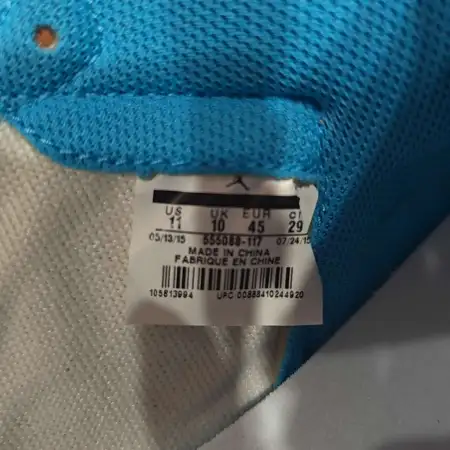 US UK EUR CM
11 10 45 29
05/13/15 555088-117 07/24/15
MADE IN CHINA
FABRIQUE EN CHINE
105813994 UPC 00888410244920